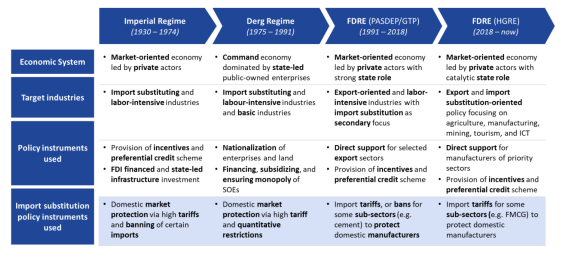 Imperial Regime
(1930 – 1974)
Derg Regime
(1975 – 1991)
FDRE (PASDEP/GTP)
(1991 – 2018)
FDRE (HGRE)
(2018 – now)
Economic System
• Market-oriented economy
led by private actors
• Command economy
dominated by state-led
public-owned enterprises
• Market-oriented economy
led by private actors with
strong state role
• Market-oriented economy
led by private actors with
catalytic state role
Target industries
• Import substituting and
labor-intensive industries
• Import substituting and
labour-intensive industries
and basic industries
• Export-oriented and labor-
intensive industries with
import substitution as
secondary focus
• Export and import
substitution-oriented
policy focusing on
agriculture, manufacturing,
mining, tourism, and ICT
Policy instruments
used
• Provision of incentives and
preferential credit scheme
• FDI financed and state-led
infrastructure investment
• Nationalization of
enterprises and land
• Financing, subsidizing, and
ensuring monopoly of
SOEs
• Direct support for selected
export sectors
• Provision of incentives and
preferential credit scheme
• Direct support for
manufacturers of priority
sectors
• Provision of incentives and
preferential credit scheme
Import substitution
policy instruments
used
• Domestic market
protection via high tariffs
and banning of certain
imports
• Domestic market
protection via high tariff
and quantitative
restrictions
• Import tariffs, or bans for
some sub-sectors (e.g.
cement) to protect
domestic manufacturers
• Import tariffs for some
sub-sectors (e.g. FMCG) to
protect domestic
manufacturers